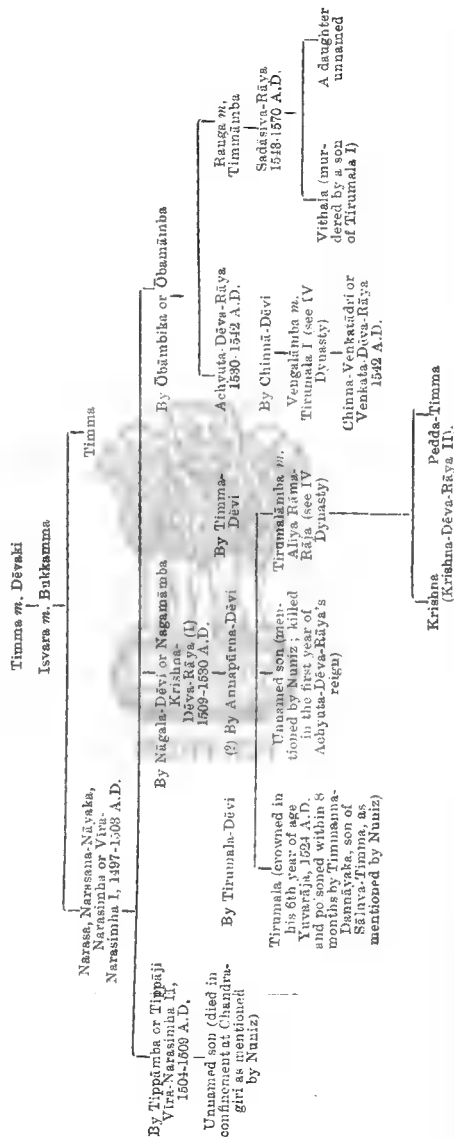 Timma m. Dēvaki
Isvara m. Bukkamma
Narasa, Narasana-Nāyaka,
Narasimha or Vīra-
Narasimha I, 1497-1503 A.D.
Timma
By Tippāmba or Tippāji
Vīra-Narasimha II,
1504-1509 A.D.
Unnamed son (died in
confinement at Chandra-
giri as mentioned
by Nuniz)
By Nāgala-Dēvi or Nagamāmba
Krishna-
Dēva-Rāya (I)
1509-1530 A.D.
By Ōbāmbika or Ōbamāmba
By Tirumala-Dēvi
(?) By Annapūrna-Dēvi
By Timma-
Dēvi
Achyuta-Dēva-Rāya
1530-1542 A.D.
Ranga m.
Timmāmba
Tirumala (crowned in
his 6th year of age
Yuvarāja, 1524 A.D.
and poisoned within 8
months by Timmanna-
Dannāyaka, son of
Sāluva-Timma, as
mentioned by Nuniz)
Unnamed son (men-
tioned by Nuniz; killed
in the first year of
Achyuta-Dēva-Rāya's
reign)
Tirumalāmba m.
Aliya Rāma-
Rāja (see IV
Dynasty)
By Chinnā-Dēvi
Vengalāmba m.
Tirumala I (see IV
Dynasty)
Chinna-Venkatādri or
Venkata-Dēva-Rāya
1542 A.D.
Sadāsiva-Rāya
1543-1570 A.D.
Vithala (mur-
dered by a son
of Tirumala I)
A daughter
unnamed
Krishna
(Krishna-Dēva-Rāya II).
Pedda-Timma